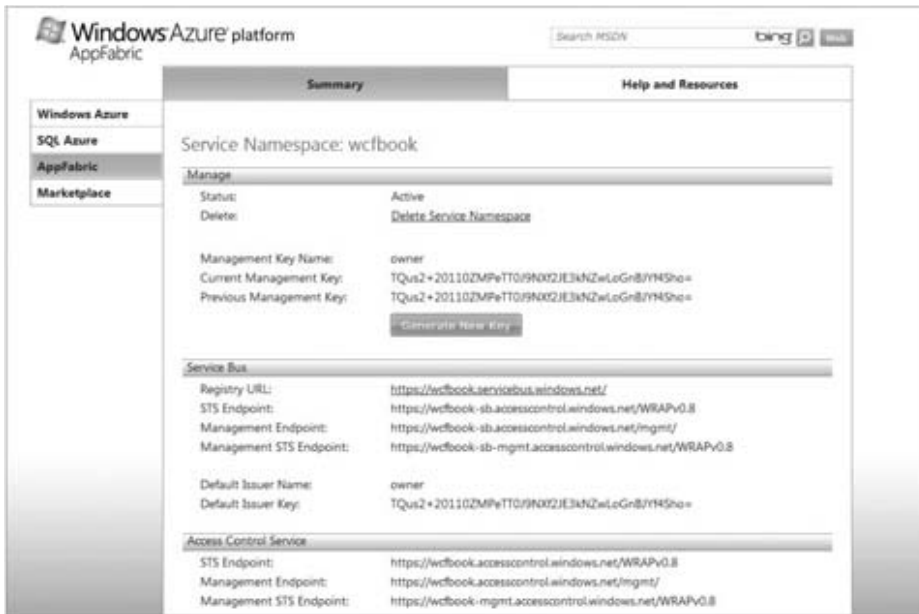 Windows Azure platform
AppFabric
Search MSDN
bing
Web
Summary
Help and Resources
Windows Azure
SQL Azure
AppFabric
Marketplace
Service Namespace: wcfbook
Manage
Status: Active
Delete: Delete Service Namespace
Management Key Name: owner
Current Management Key:
Previous Management Key:
Generate New Key
Service Bus
Registry URL: https://wcfbook.servicebus.windows.net/
STS Endpoint: https://wcfbook-sb.accesscontrol.windows.net/WRAPv0.8
Management Endpoint: https://wcfbook-sb.accesscontrol.windows.net/mgmt/
Management STS Endpoint: https://wcfbook-sb-mgmt.accesscontrol.windows.net/WRAPv0.8
Default Issuer Name: owner
Default Issuer Key:
Access Control Service
STS Endpoint: https://wcfbook.accesscontrol.windows.net/WRAPv0.8
Management Endpoint: https://wcfbook.accesscontrol.windows.net/mgmt/
Management STS Endpoint: https://wcfbook-mgmt.accesscontrol.windows.net/WRAPv0.8